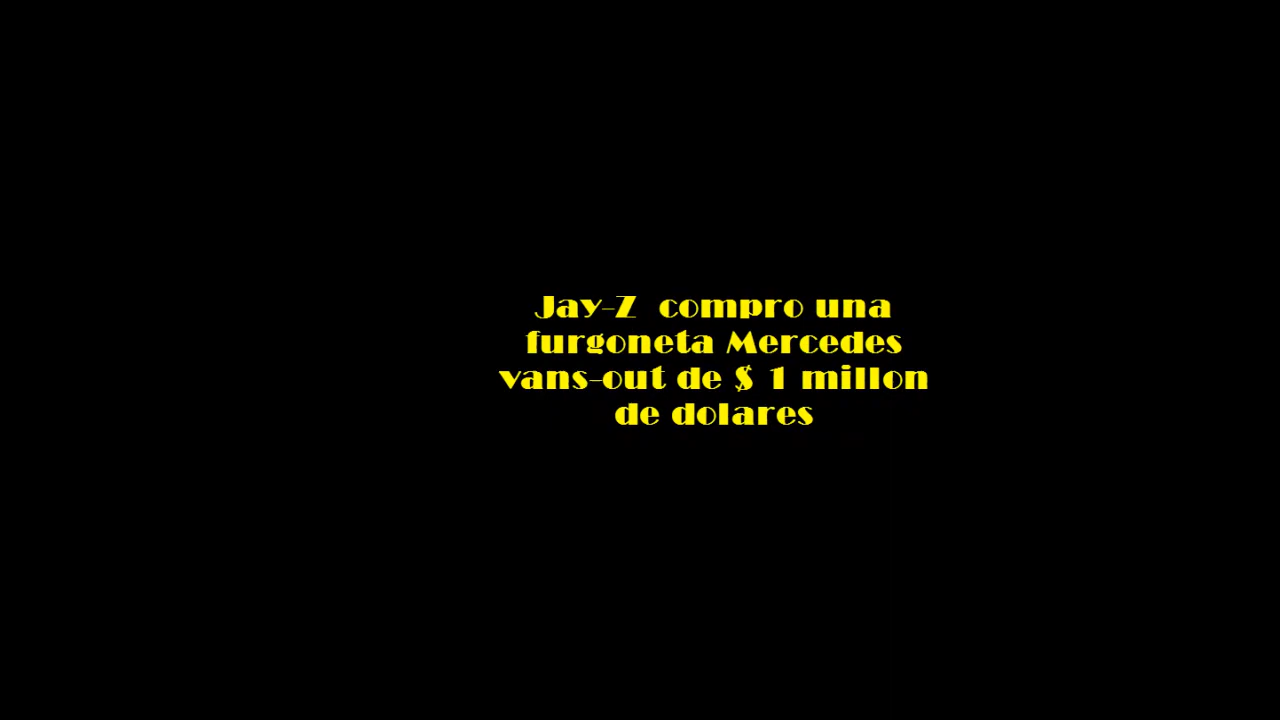 Jay-Z  compro una
furgoneta Mercedes
vans-out de $ 1 millon
de dolares